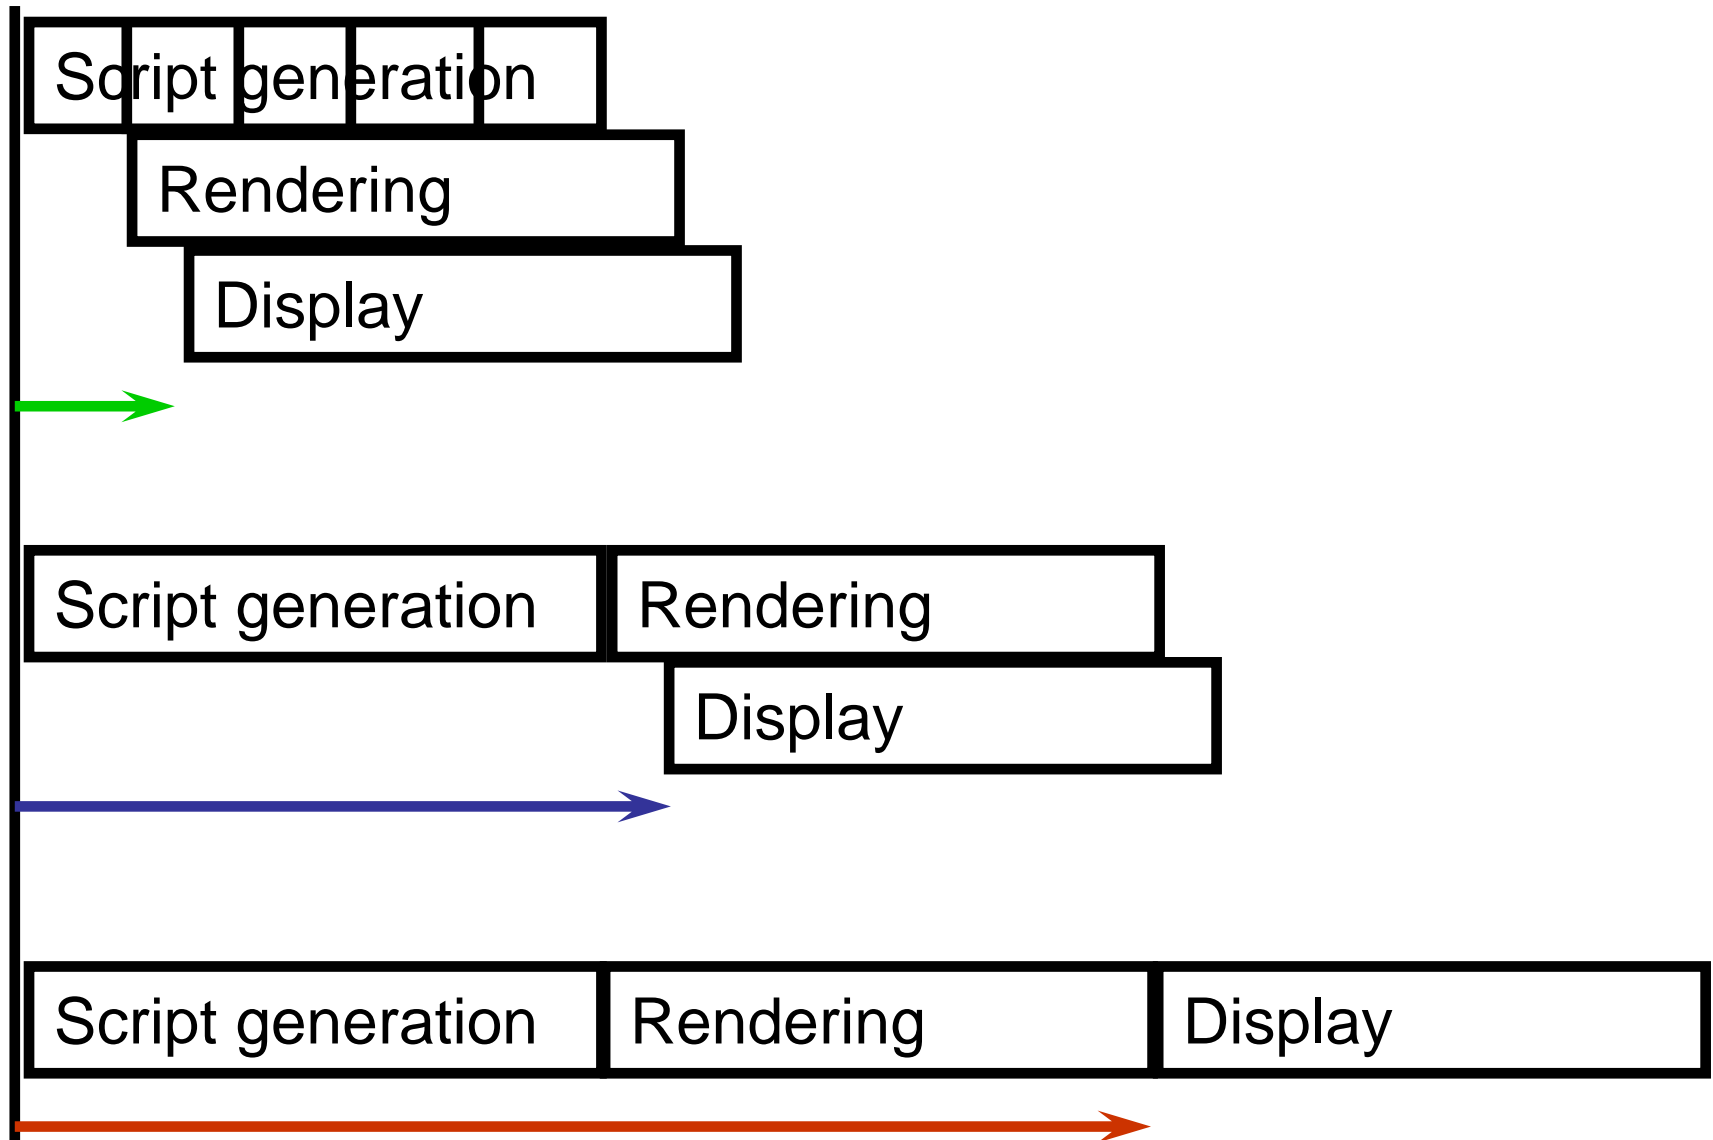 Script generation
Rendering
Display
Script generation
Rendering
Display
Script generation
Rendering
Display